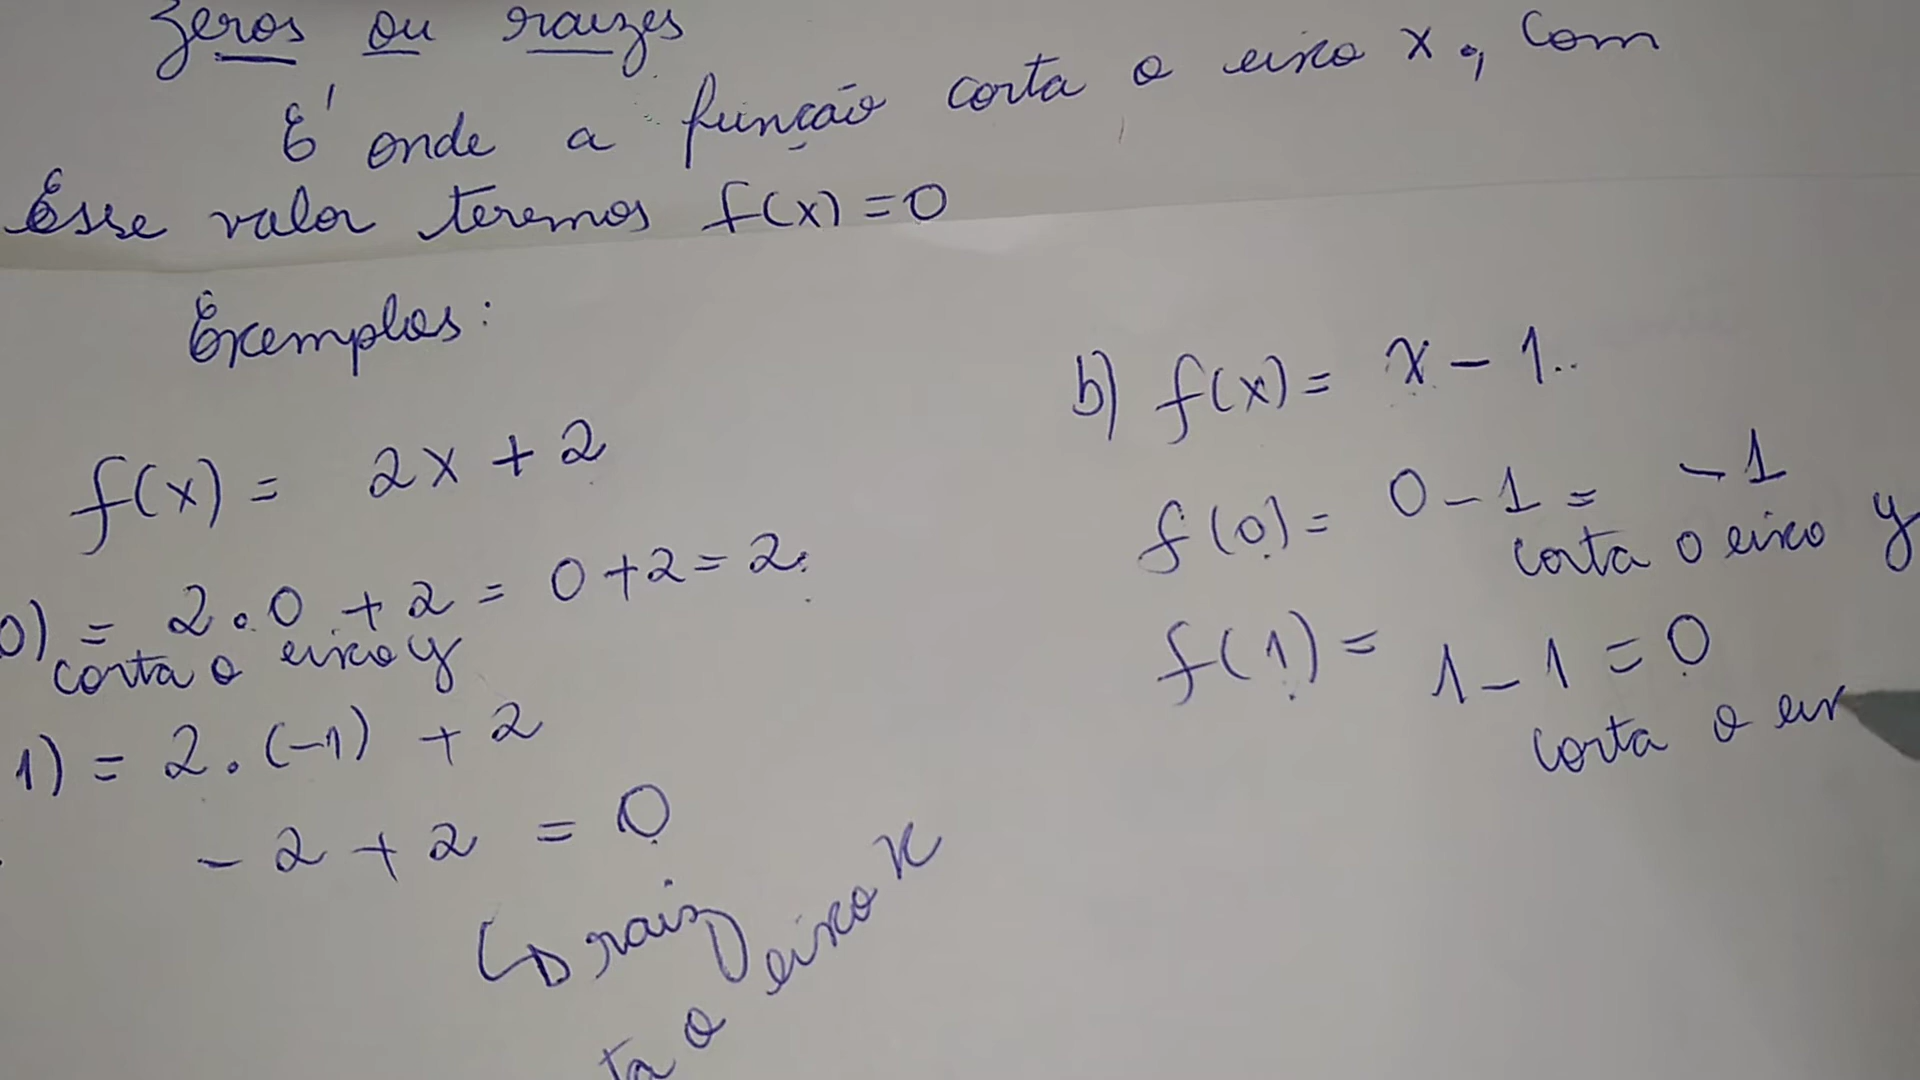 Zeros ou raizes
É onde a função corta o eixo x, com
Esse valor teremos f(x) = 0
Exemplos:
f(x) = 2x + 2
0) = 2.0 + 2 = 0 + 2 = 2
corta o eixo y
1) = 2.(-1) + 2
- 2 + 2 = 0
raiz
ta o eixo x
b) f(x) = x - 1
f(0) = 0 - 1 = -1
corta o eixo y
f(1) = 1 - 1 = 0
corta o eix